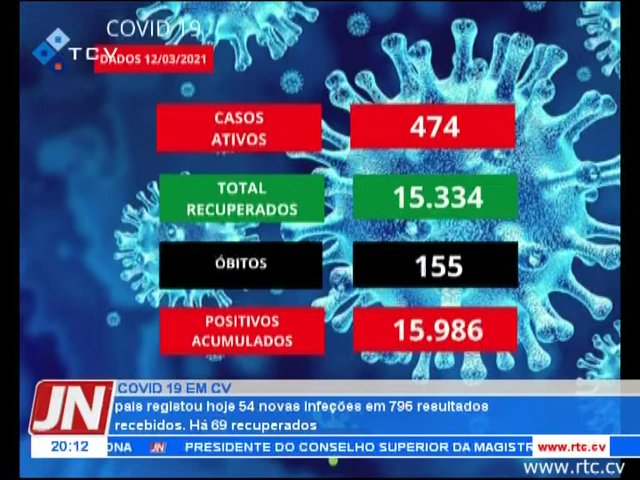 COVID 19
TCV
DADOS 12/03/2021
CASOS
ATIVOS
474
TOTAL
RECUPERADOS
15.334
ÓBITOS
155
POSITIVOS
ACUMULADOS
15.986
JN
COVID 19 EM CV
país registou hoje 54 novas infeções em 796 resultados
recebidos. Há 69 recuperados
20:12 ONA JN PRESIDENTE DO CONSELHO SUPERIOR DA MAGISTR www.rtc.cv
www.rtc.cv